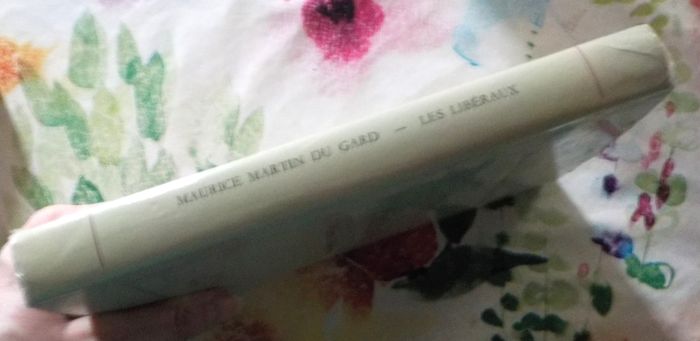 MAURICE MARTIN DU GARD — LES LIBÉRAUX